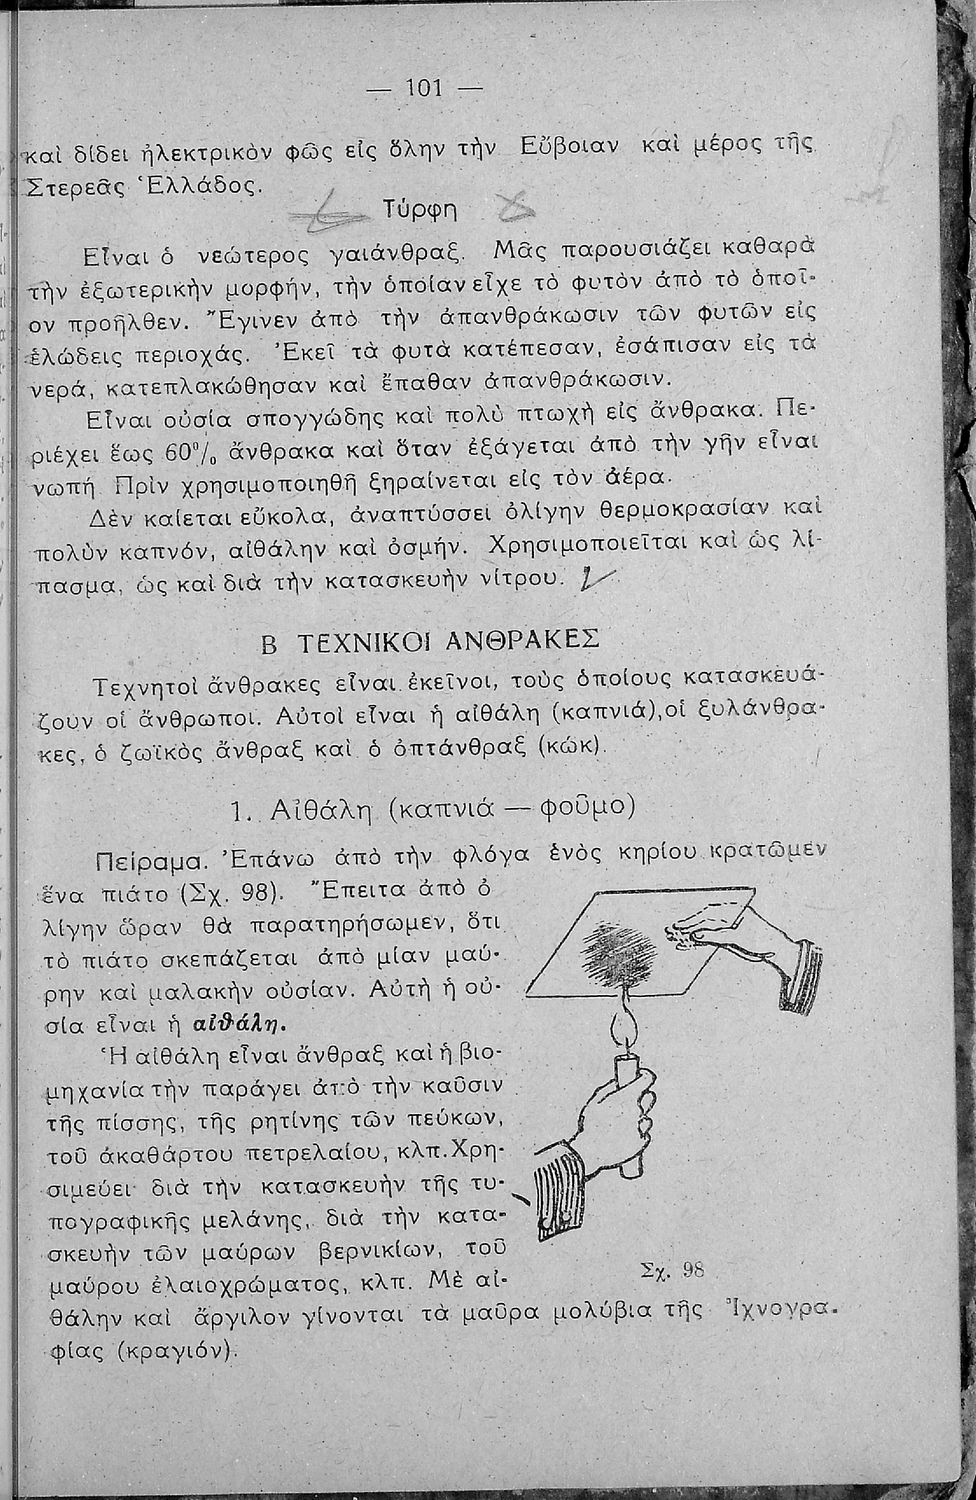 — 101 —
καὶ δίδει ἠλεκτρικὸν φῶς εἰς ὅλην τὴν Εὔβοιαν καὶ μέρος τῆς
Στερεᾶς Ἑλλάδος.
Τύρφη
Εἶναι ὁ νεώτερος γαιάνθραξ. Μᾶς παρουσιάζει καθαρὰ
τὴν ἐξωτερικὴν μορφήν, τὴν ὁποίαν εἶχε τὸ φυτὸν ἀπὸ τὸ ὁποῖ-
ον προῆλθεν. Ἔγινεν ἀπὸ τὴν ἀπανθράκωσιν τῶν φυτῶν εἰς
ἑλώδεις περιοχάς. Ἐκεῖ τὰ φυτὰ κατέπεσαν, ἐσάπισαν εἰς τὰ
νερά, κατεπλακώθησαν καὶ ἔπαθαν ἀπανθράκωσιν.
Εἶναι οὐσία σπογγώδης καὶ πολὺ πτωχὴ εἰς ἄνθρακα. Πε-
ριέχει ἕως 60% ἄνθρακα καὶ ὅταν ἐξάγεται ἀπὸ τὴν γῆν εἶναι
νωπή Πρὶν χρησιμοποιηθῆ ξηραίνεται εἰς τὸν ἀέρα.
Δὲν καίεται εὔκολα, ἀναπτύσσει ὀλίγην θερμοκρασίαν καὶ
πολὺν καπνόν, αἰθάλην καὶ ὀσμήν. Χρησιμοποιεῖται καὶ ὡς λί-
πασμα, ὡς καὶ διὰ τὴν κατασκευὴν νίτρου.
Β ΤΕΧΝΙΚΟΙ ΑΝΘΡΑΚΕΣ
Τεχνητοὶ ἄνθρακες εἶναι ἐκεῖνοι, τοὺς ὁποίους κατασκευά-
ζουν οἱ ἄνθρωποι. Αὐτοὶ εἶναι ἡ αἰθάλη (καπνιά),οἱ ξυλάνθρα-
κες, ὁ ζωϊκὸς ἄνθραξ καὶ ὁ ὀπτάνθραξ (κώκ).
1. Αἰθάλη (καπνιά — φοῦμο)
Πείραμα. Ἐπάνω ἀπὸ τὴν φλόγα ἑνὸς κηρίου κρατῶμεν
ἕνα πιάτο (Σχ. 98). Ἔπειτα ἀπὸ ὀ
λίγην ὥραν θὰ παρατηρήσωμεν, ὅτι
τὸ πιάτο σκεπάζεται ἀπὸ μίαν μαύ-
ρην καὶ μαλακὴν οὐσίαν. Αὐτὴ ἡ οὐ-
σία εἶναι ἡ αἰθάλη.
Ἡ αἰθάλη εἶναι ἄνθραξ καὶ ἡ βιο-
μηχανία τὴν παράγει ἀπὸ τὴν καῦσιν
τῆς πίσσης, τῆς ρητίνης τῶν πεύκων,
τοῦ ἀκαθάρτου πετρελαίου, κλπ. Χρη-
σιμεύει διὰ τὴν κατασκευὴν τῆς τυ-
πογραφικῆς μελάνης, διὰ τὴν κατα-
σκευὴν τῶν μαύρων βερνικίων, τοῦ
μαύρου ἐλαιοχρώματος, κλπ. Μὲ αἰ-
θάλην καὶ ἄργιλον γίνονται τὰ μαῦρα μολύβια τῆς Ἰχνογρα-
φίας (κραγιόν).
Σχ. 98